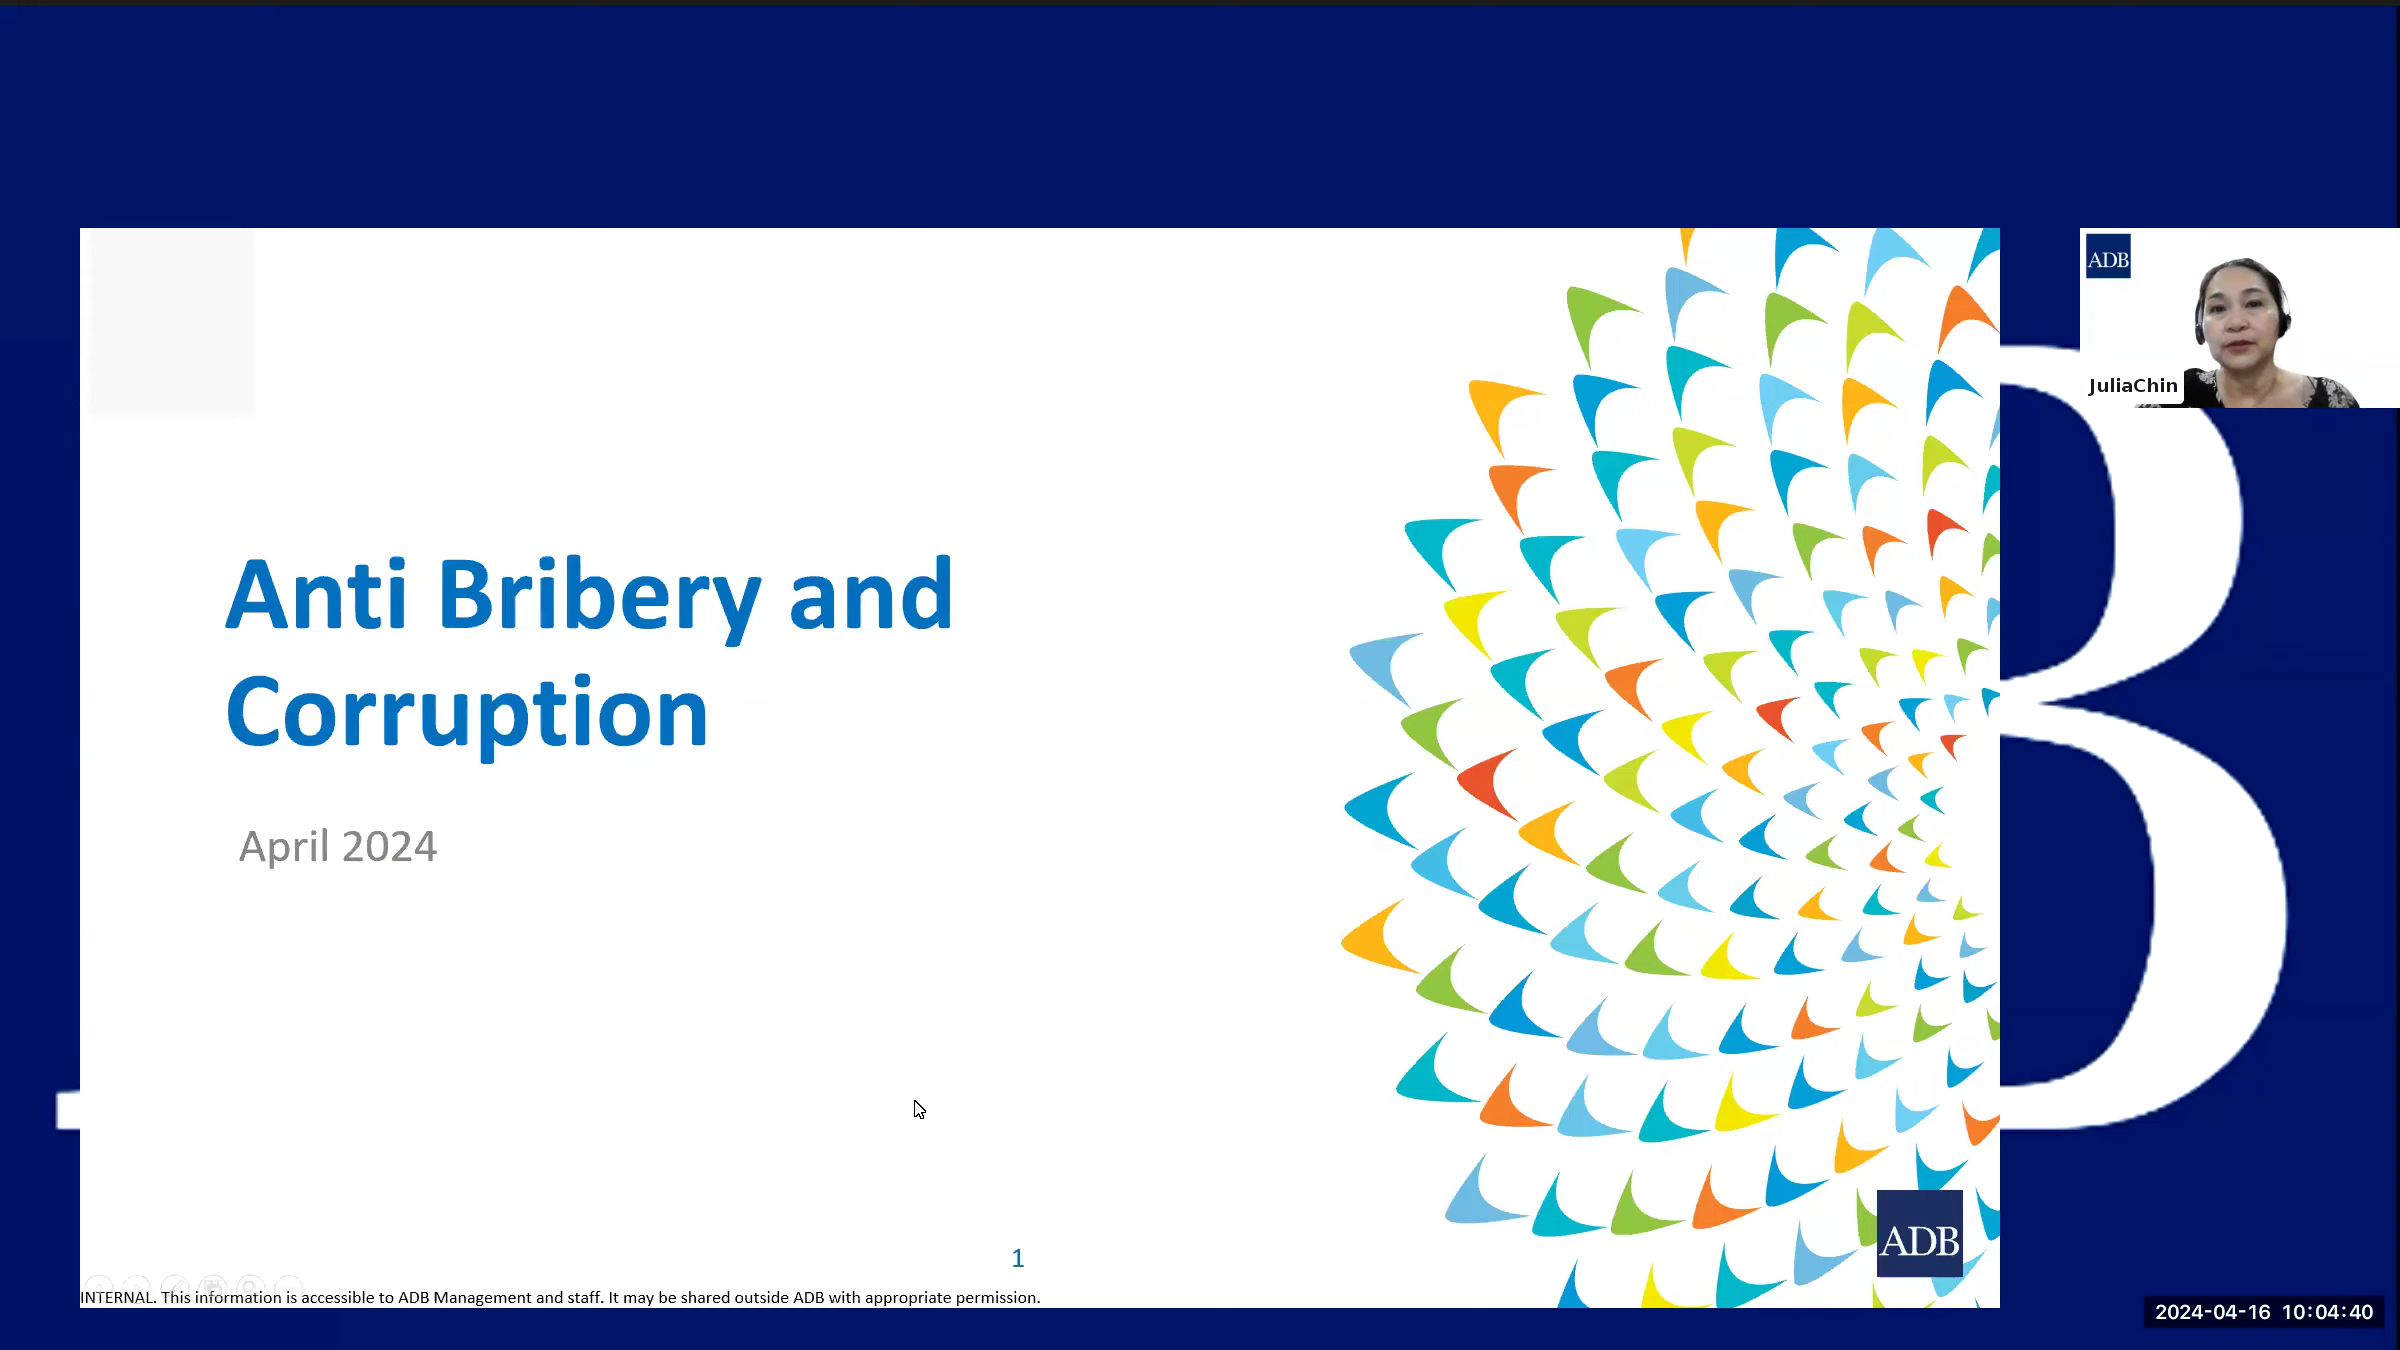 ADB
JuliaChin
Anti Bribery and
Corruption
April 2024
ADB
1
INTERNAL. This information is accessible to ADB Management and staff. It may be shared outside ADB with appropriate permission.
2024-04-16 10:04:40